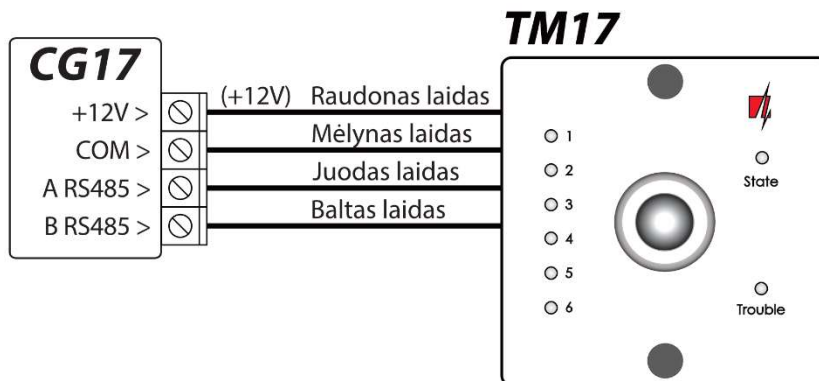 TM17
CG17
+12V >
(+12V) Raudonas laidas
COM >
Mėlynas laidas
A RS485 >
Juodas laidas
B RS485 >
Baltas laidas
1
2
3
4
5
6
State
Trouble